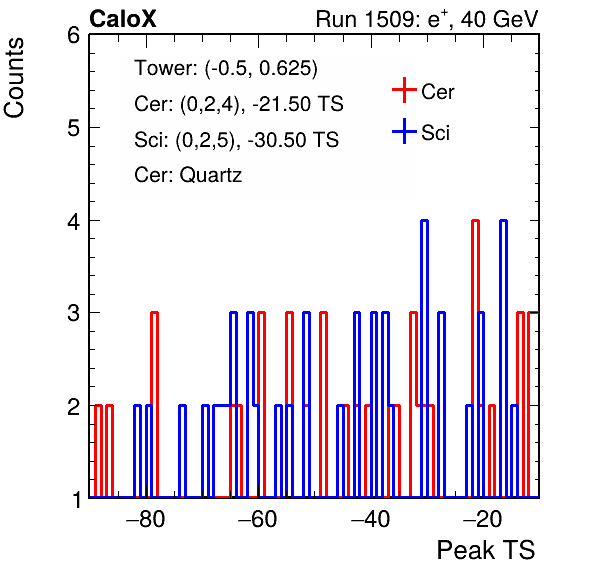 CaloX Run 1509: e⁺, 40 GeV
Counts
6
Tower: (-0.5, 0.625)
Cer: (0,2,4), -21.50 TS
Sci: (0,2,5), -30.50 TS
Cer: Quartz
Cer
Sci
5
4
3
2
1
−80 −60 −40 −20
Peak TS